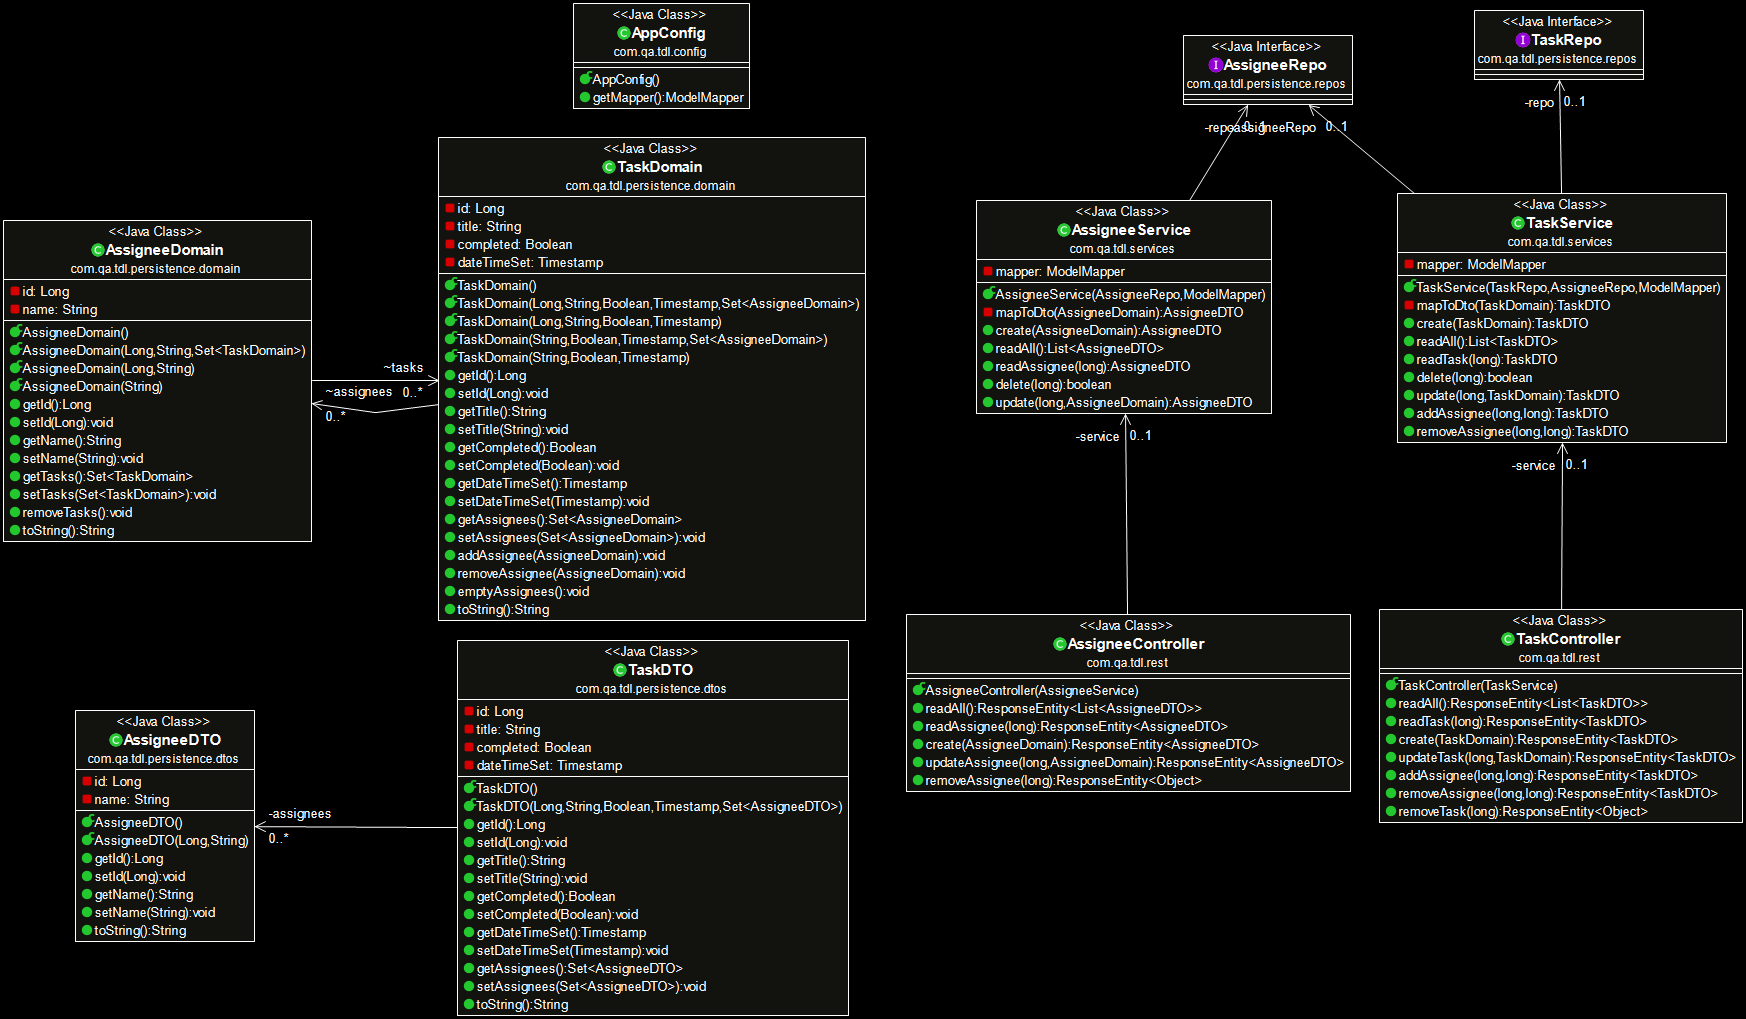 <<Java Class>>
AppConfig
com.qa.tdl.config
AppConfig()
getMapper():ModelMapper
<<Java Interface>>
AssigneeRepo
com.qa.tdl.persistence.repos
<<Java Interface>>
TaskRepo
com.qa.tdl.persistence.repos
-repo 0..1
-repo
0..1
assigneeRepo 0..1
<<Java Class>>
TaskDomain
com.qa.tdl.persistence.domain
id: Long
title: String
completed: Boolean
dateTimeSet: Timestamp
TaskDomain()
TaskDomain(Long,String,Boolean,Timestamp,Set<AssigneeDomain>)
TaskDomain(Long,String,Boolean,Timestamp)
TaskDomain(String,Boolean,Timestamp,Set<AssigneeDomain>)
TaskDomain(String,Boolean,Timestamp)
getId():Long
setId(Long):void
getTitle():String
setTitle(String):void
getCompleted():Boolean
setCompleted(Boolean):void
getDateTimeSet():Timestamp
setDateTimeSet(Timestamp):void
getAssignees():Set<AssigneeDomain>
setAssignees(Set<AssigneeDomain>):void
addAssignee(AssigneeDomain):void
removeAssignee(AssigneeDomain):void
emptyAssignees():void
toString():String
<<Java Class>>
AssigneeDomain
com.qa.tdl.persistence.domain
id: Long
name: String
AssigneeDomain()
AssigneeDomain(Long,String,Set<TaskDomain>)
AssigneeDomain(Long,String)
AssigneeDomain(String)
getId():Long
setId(Long):void
getName():String
setName(String):void
getTasks():Set<TaskDomain>
setTasks(Set<TaskDomain>):void
removeTasks():void
toString():String
~tasks
~assignees 0..*
0..*
<<Java Class>>
AssigneeService
com.qa.tdl.services
mapper: ModelMapper
AssigneeService(AssigneeRepo,ModelMapper)
mapToDto(AssigneeDomain):AssigneeDTO
create(AssigneeDomain):AssigneeDTO
readAll():List<AssigneeDTO>
readAssignee(long):AssigneeDTO
delete(long):boolean
update(long,AssigneeDomain):AssigneeDTO
-service 0..1
<<Java Class>>
TaskService
com.qa.tdl.services
mapper: ModelMapper
TaskService(TaskRepo,AssigneeRepo,ModelMapper)
mapToDto(TaskDomain):TaskDTO
create(TaskDomain):TaskDTO
readAll():List<TaskDTO>
readTask(long):TaskDTO
delete(long):boolean
update(long,TaskDomain):TaskDTO
addAssignee(long,long):TaskDTO
removeAssignee(long,long):TaskDTO
-service 0..1
<<Java Class>>
AssigneeController
com.qa.tdl.rest
AssigneeController(AssigneeService)
readAll():ResponseEntity<List<AssigneeDTO>>
readAssignee(long):ResponseEntity<AssigneeDTO>
create(AssigneeDomain):ResponseEntity<AssigneeDTO>
updateAssignee(long,AssigneeDomain):ResponseEntity<AssigneeDTO>
removeAssignee(long):ResponseEntity<Object>
<<Java Class>>
TaskController
com.qa.tdl.rest
TaskController(TaskService)
readAll():ResponseEntity<List<TaskDTO>>
readTask(long):ResponseEntity<TaskDTO>
create(TaskDomain):ResponseEntity<TaskDTO>
updateTask(long,TaskDomain):ResponseEntity<TaskDTO>
addAssignee(long,long):ResponseEntity<TaskDTO>
removeAssignee(long,long):ResponseEntity<TaskDTO>
removeTask(long):ResponseEntity<Object>
<<Java Class>>
TaskDTO
com.qa.tdl.persistence.dtos
id: Long
title: String
completed: Boolean
dateTimeSet: Timestamp
TaskDTO()
TaskDTO(Long,String,Boolean,Timestamp,Set<AssigneeDTO>)
getId():Long
setId(Long):void
getTitle():String
setTitle(String):void
getCompleted():Boolean
setCompleted(Boolean):void
getDateTimeSet():Timestamp
setDateTimeSet(Timestamp):void
getAssignees():Set<AssigneeDTO>
setAssignees(Set<AssigneeDTO>):void
toString():String
<<Java Class>>
AssigneeDTO
com.qa.tdl.persistence.dtos
id: Long
name: String
AssigneeDTO()
AssigneeDTO(Long,String)
getId():Long
setId(Long):void
getName():String
setName(String):void
toString():String
-assignees
0..*